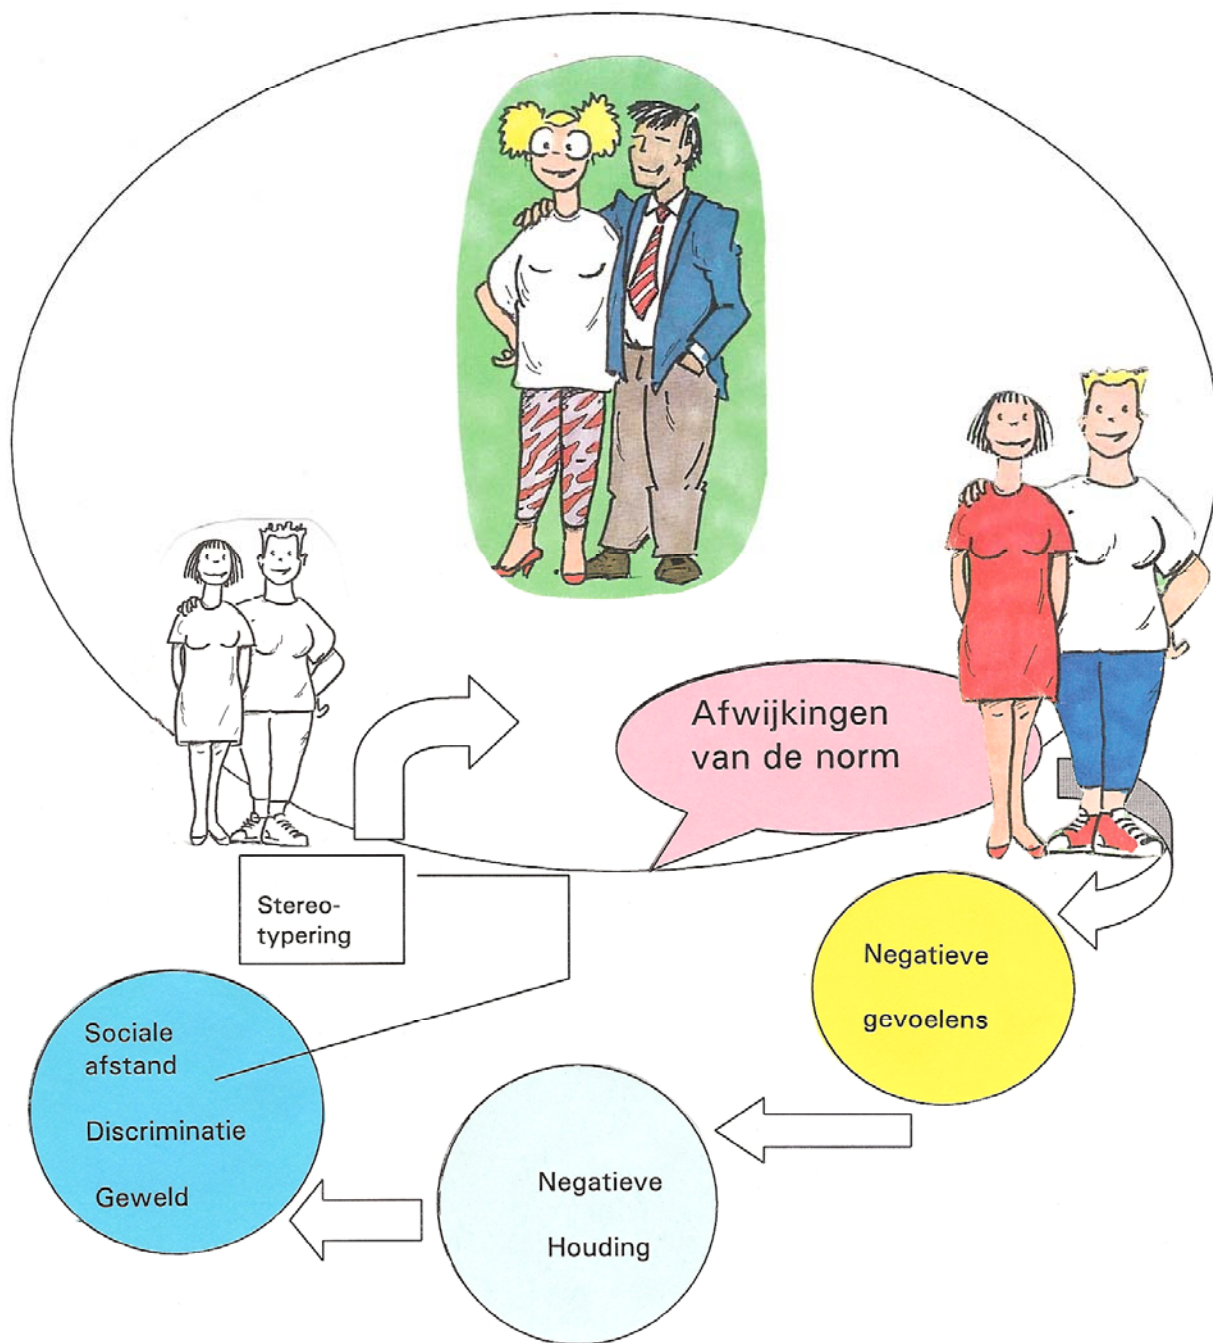 Afwijkingen
van de norm
Stereo-
typering
Negatieve
gevoelens
Sociale
afstand
Discriminatie
Geweld
Negatieve
Houding